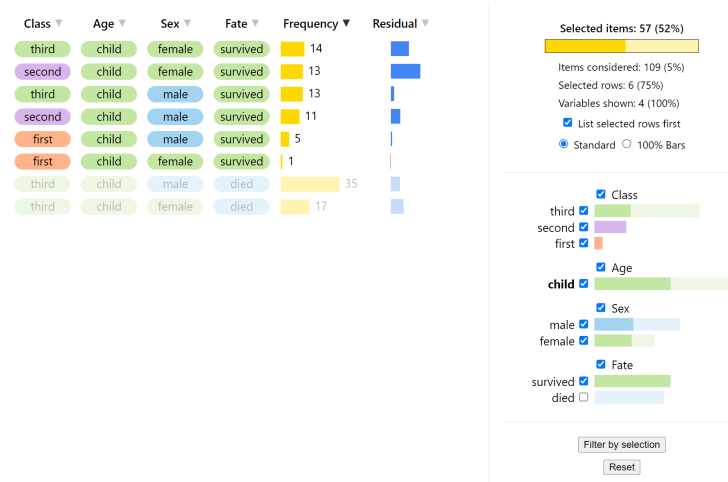 Class ▼ Age ▼ Sex ▼ Fate ▼ Frequency ▼ Residual ▼
third child female survived 14
second child female survived 13
third child male survived 13
second child male survived 11
first child male survived 5
first child female survived 1
third child male died 35
third child female died 17
Selected items: 57 (52%)
Items considered: 109 (5%)
Selected rows: 6 (75%)
Variables shown: 4 (100%)
List selected rows first
Standard 100% Bars
Class
third
second
first
Age
child
Sex
male
female
Fate
survived
died
Filter by selection
Reset